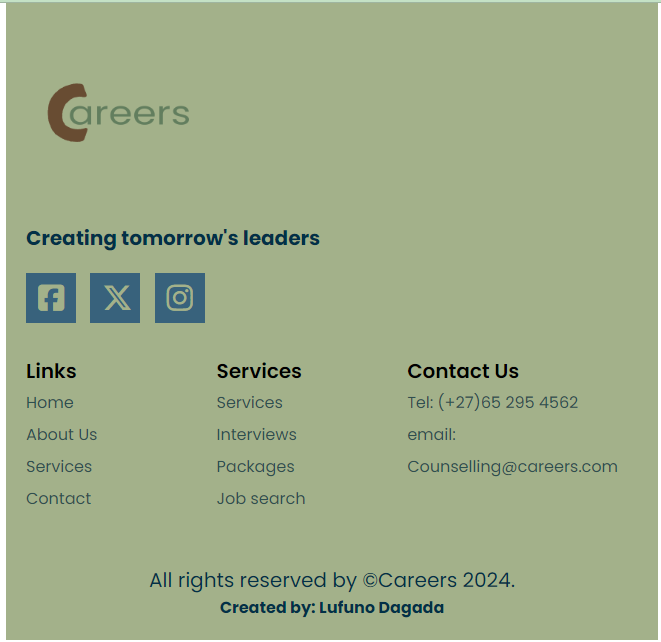 Careers
Creating tomorrow's leaders
Links
Home
About Us
Services
Contact
Services
Services
Interviews
Packages
Job search
Contact Us
Tel: (+27)65 295 4562
email:
Counselling@careers.com
All rights reserved by ©Careers 2024.
Created by: Lufuno Dagada